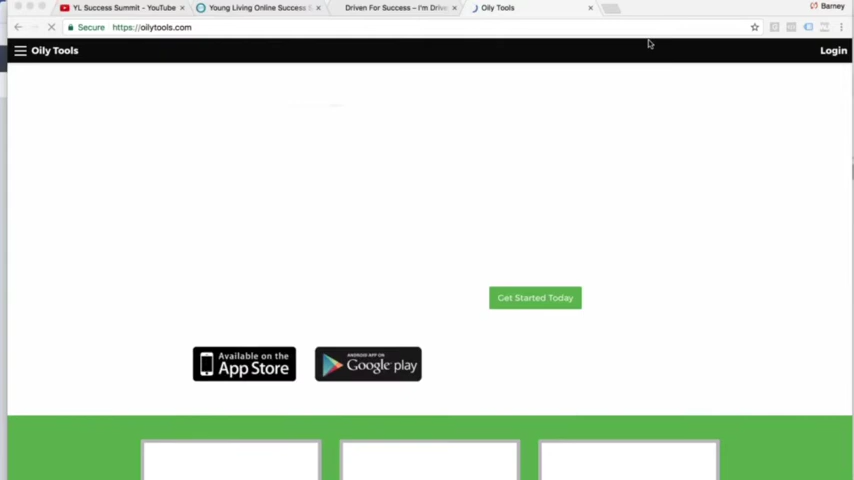 YL Success Summit - YouTube
Young Living Online Success S
Driven For Success – I'm Drive
Oily Tools
Barney
Secure
https://oilytools.com
Oily Tools
Login
Get Started Today
Available on the
App Store
ANDROID APP ON
Google play